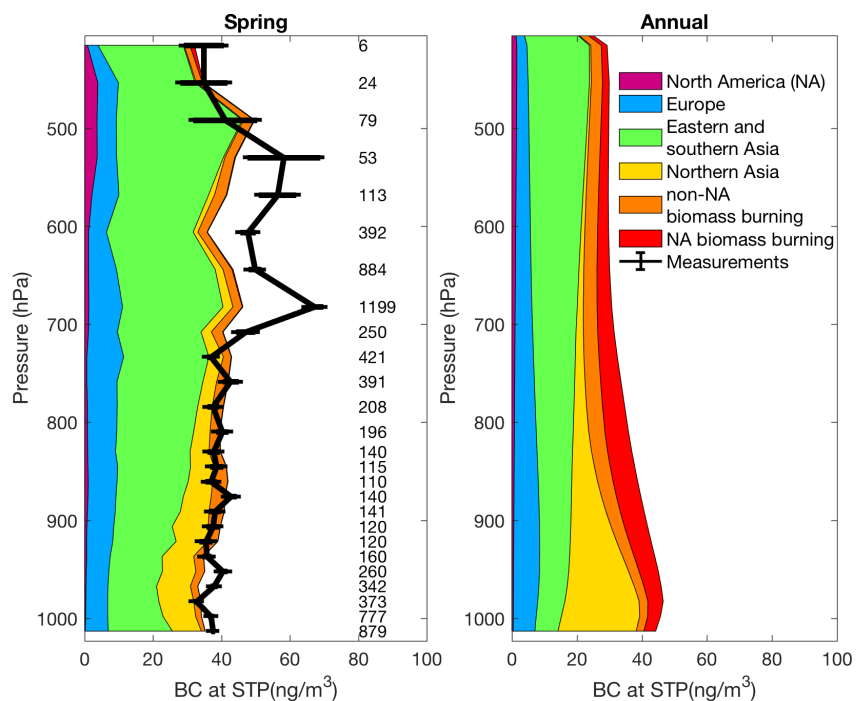 Spring
Annual
6
24
79
53
113
392
884
1199
250
421
391
208
196
140
115
110
140
141
120
120
160
260
342
373
777
879
500
600
700
800
900
1000
Pressure (hPa)
0 20 40 60 80 100
BC at STP(ng/m³)
North America (NA)
Europe
Eastern and
southern Asia
Northern Asia
non-NA
biomass burning
NA biomass burning
Measurements
500
600
700
800
900
1000
Pressure (hPa)
0 20 40 60 80 100
BC at STP(ng/m³)